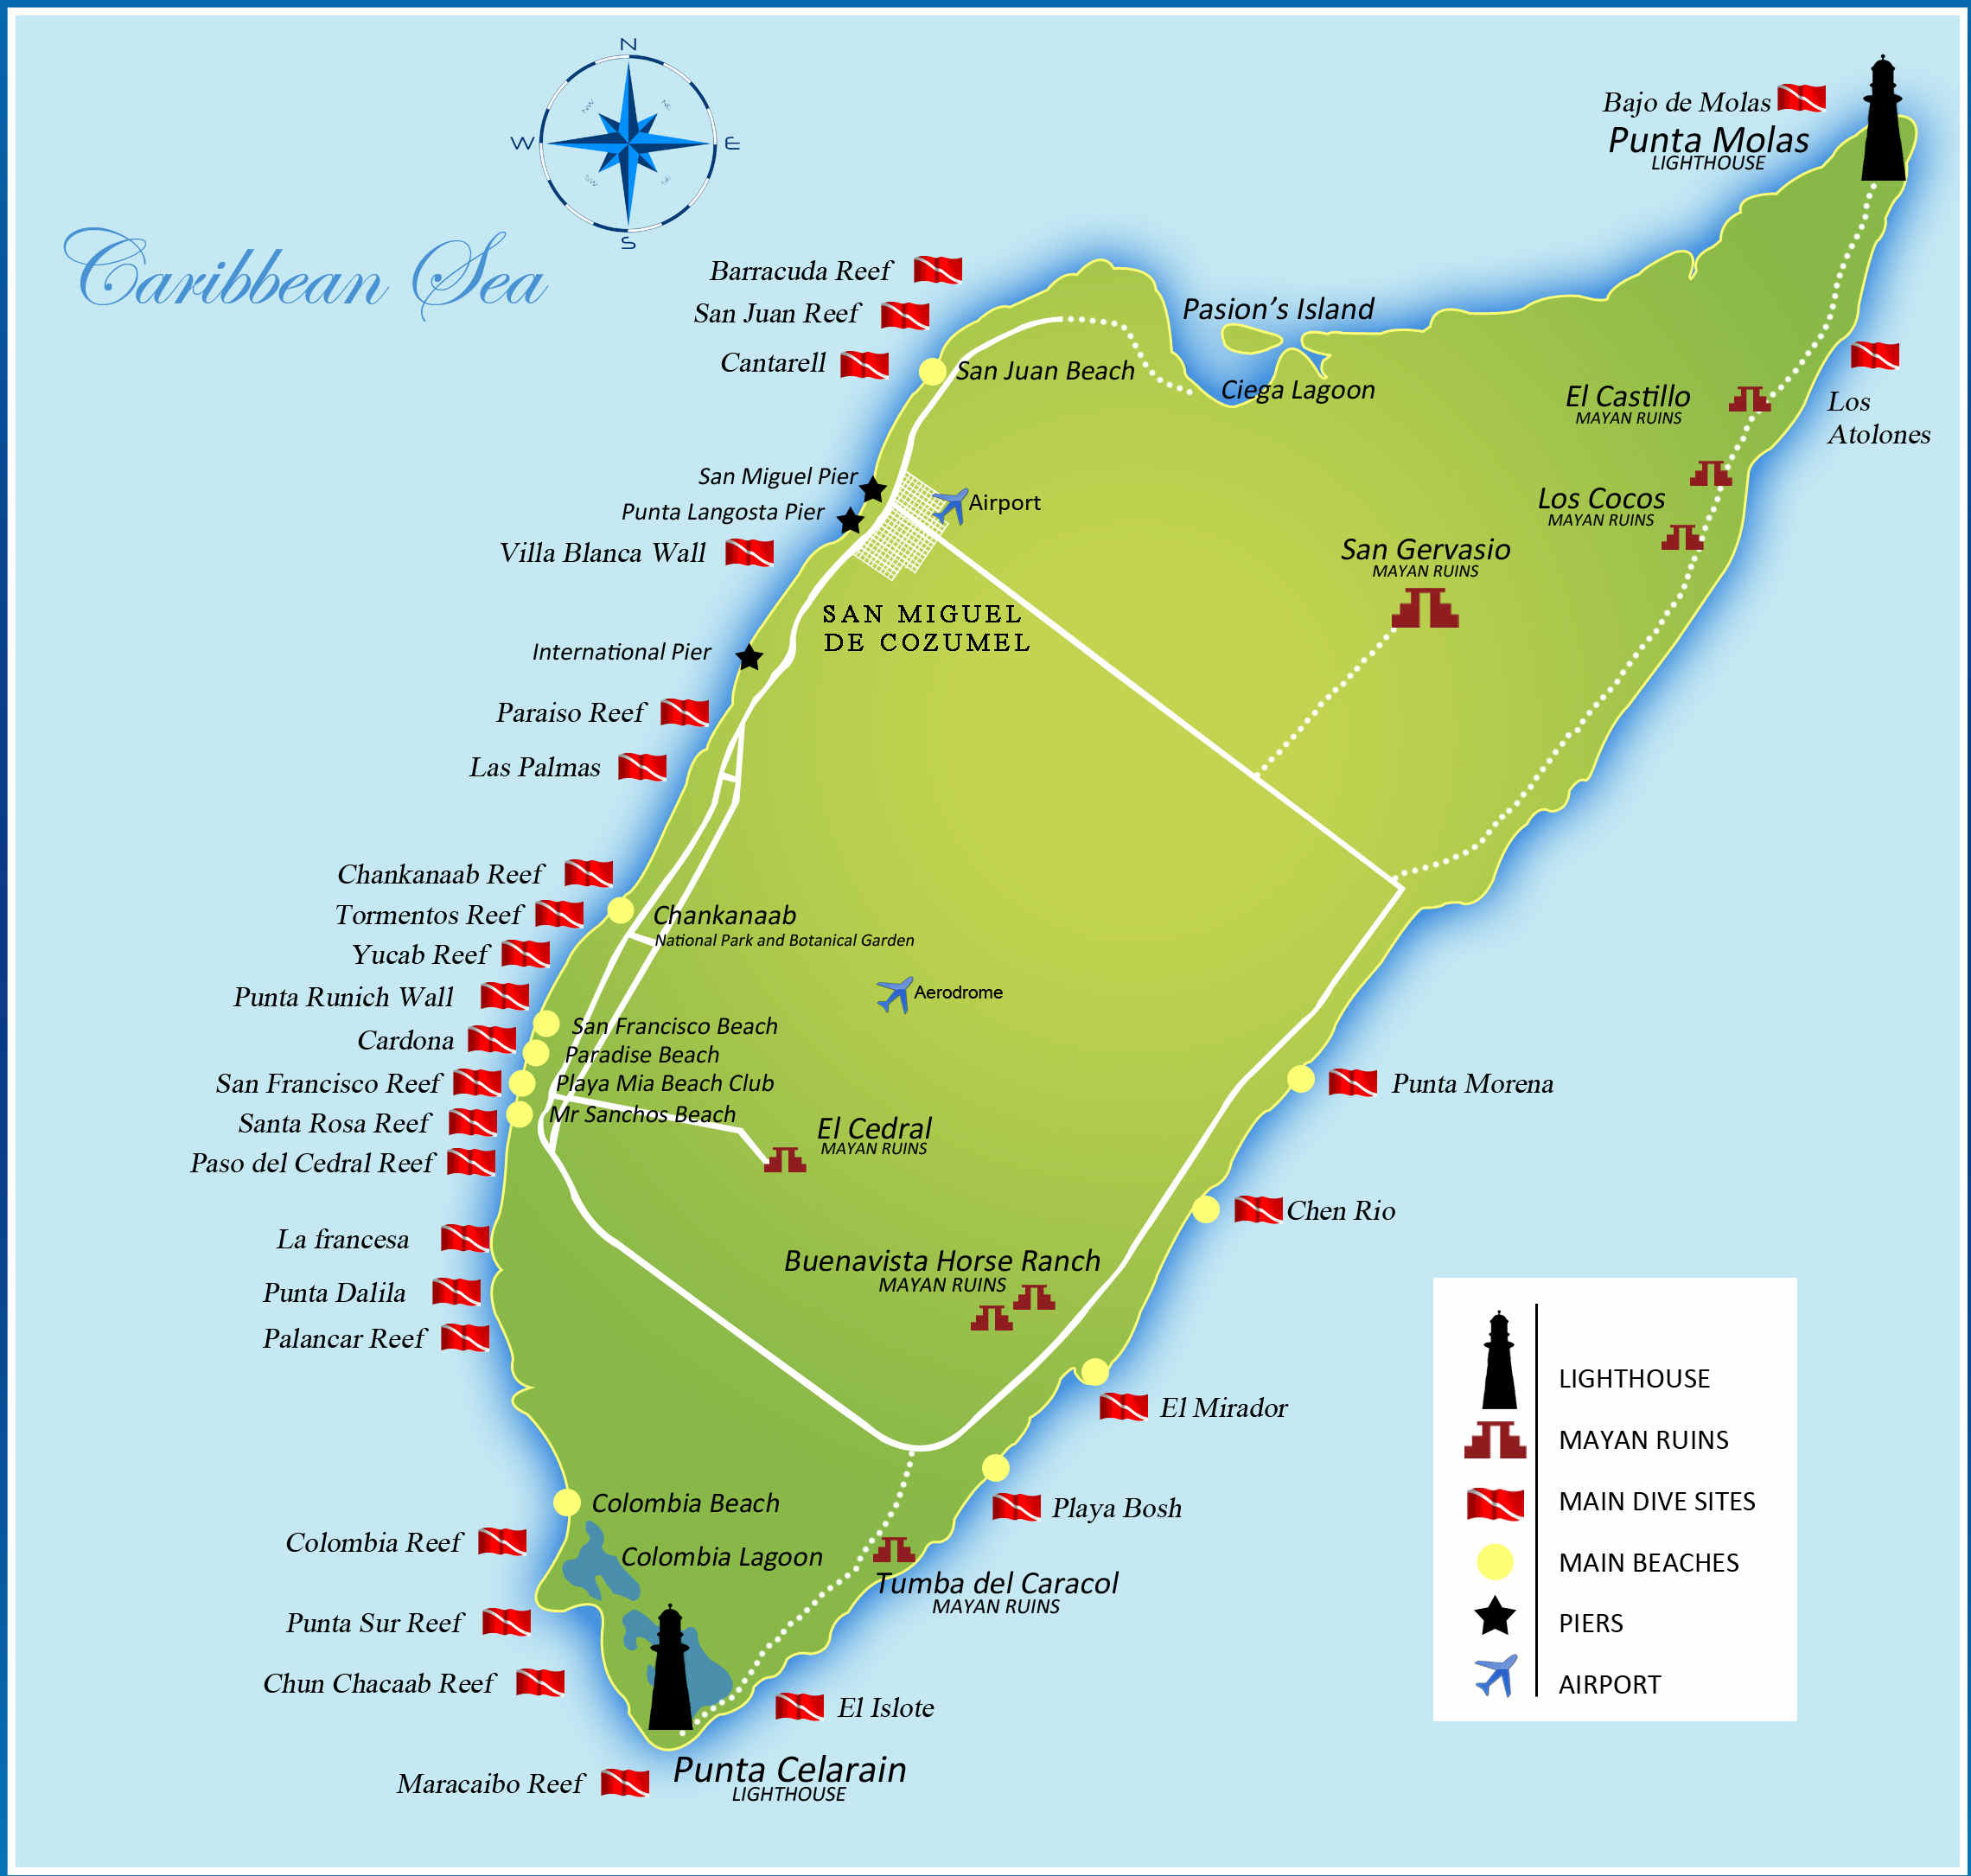 N
NW
NE
W
E
SW
SE
S
Caribbean Sea
Bajo de Molas
Punta Molas
LIGHTHOUSE
Barracuda Reef
San Juan Reef
Cantarell
San Juan Beach
Pasion’s Island
Ciega Lagoon
El Castillo
MAYAN RUINS
Los
Atolones
Los Cocos
MAYAN RUINS
San Miguel Pier
Punta Langosta Pier
Airport
Villa Blanca Wall
San Gervasio
MAYAN RUINS
SAN MIGUEL
DE COZUMEL
International Pier
Paraiso Reef
Las Palmas
Chankanaab Reef
Tormentos Reef
Chankanaab
National Park and Botanical Garden
Yucab Reef
Punta Runich Wall
Aerodrome
San Francisco Beach
Cardona
Paradise Beach
San Francisco Reef
Playa Mia Beach Club
Punta Morena
Santa Rosa Reef
Mr Sanchos Beach
El Cedral
MAYAN RUINS
Paso del Cedral Reef
Chen Rio
La francesa
Buenavista Horse Ranch
MAYAN RUINS
Punta Dalila
Palancar Reef
El Mirador
Colombia Beach
Playa Bosh
Colombia Reef
Colombia Lagoon
Tumba del Caracol
MAYAN RUINS
Punta Sur Reef
Chun Chacaab Reef
El Islote
Maracaibo Reef
Punta Celarain
LIGHTHOUSE
LIGHTHOUSE
MAYAN RUINS
MAIN DIVE SITES
MAIN BEACHES
PIERS
AIRPORT